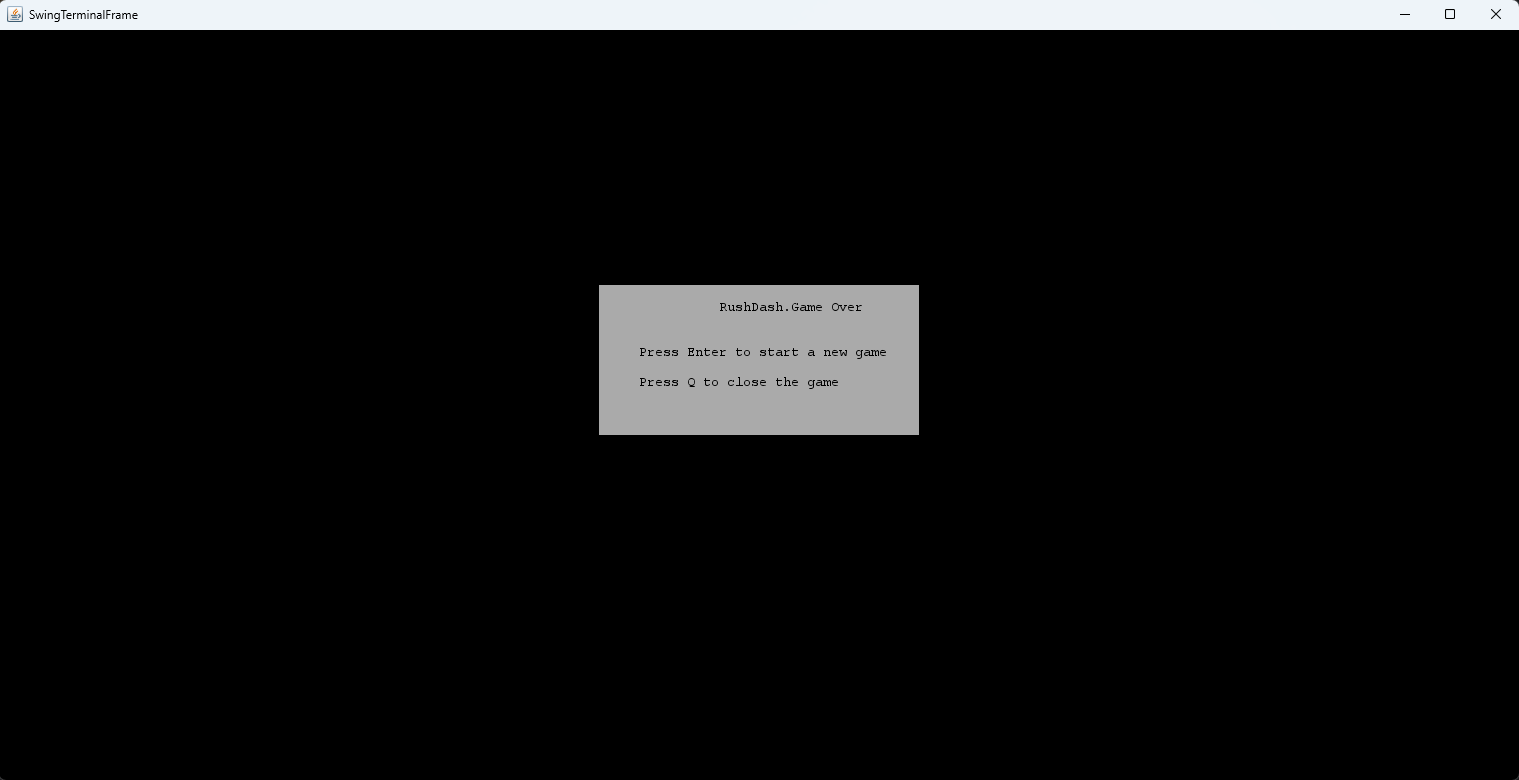 SwingTerminalFrame
RushDash.Game Over
Press Enter to start a new game
Press Q to close the game